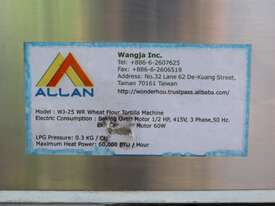 Wangja Inc.
Tel: +886-6-2607625
Fax: +886-6-2606519
Address: No.32 Lane 62 De-Kuang Street,
Tainan 70161 Taiwan
http://wonderhou.trustpass.alibaba.com/
ALLAN
Model : WJ-25 WR Wheat Flour Tortilla Machine
Electric Consumption : Baking Oven Motor 1/2 HP, 415V, 3 Phase,50 Hz.
Motor 60W
LPG Pressure: 0.3 KG /
Maximum Heat Power: 60,000 BTU / Hour